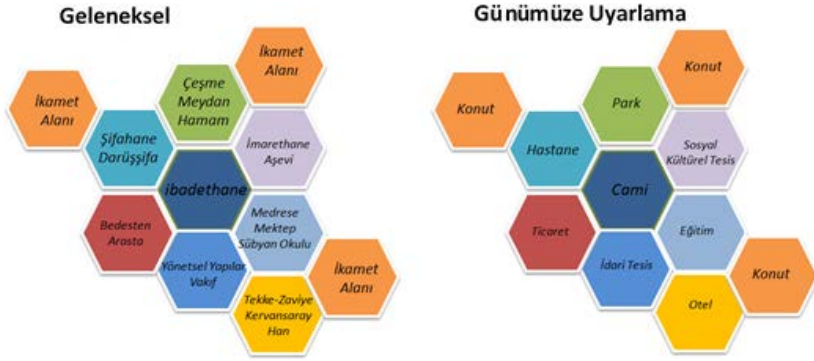 Geleneksel
İkamet
Alanı
Çeşme
Meydan
Hamam
İkamet
Alanı
Şifahane
Darüşşifa
İmarethane
Aşevi
ibadethane
Bedesten
Arasta
Medrese
Mektep
Sübyan Okulu
Yönetsel Yapılar
Vakıf
İkamet
Alanı
Tekke-Zaviye
Kervansaray
Han
Günümüze Uyarlama
Konut
Park
Konut
Hastane
Sosyal
Kültürel Tesis
Cami
Ticaret
Eğitim
İdari Tesis
Konut
Otel